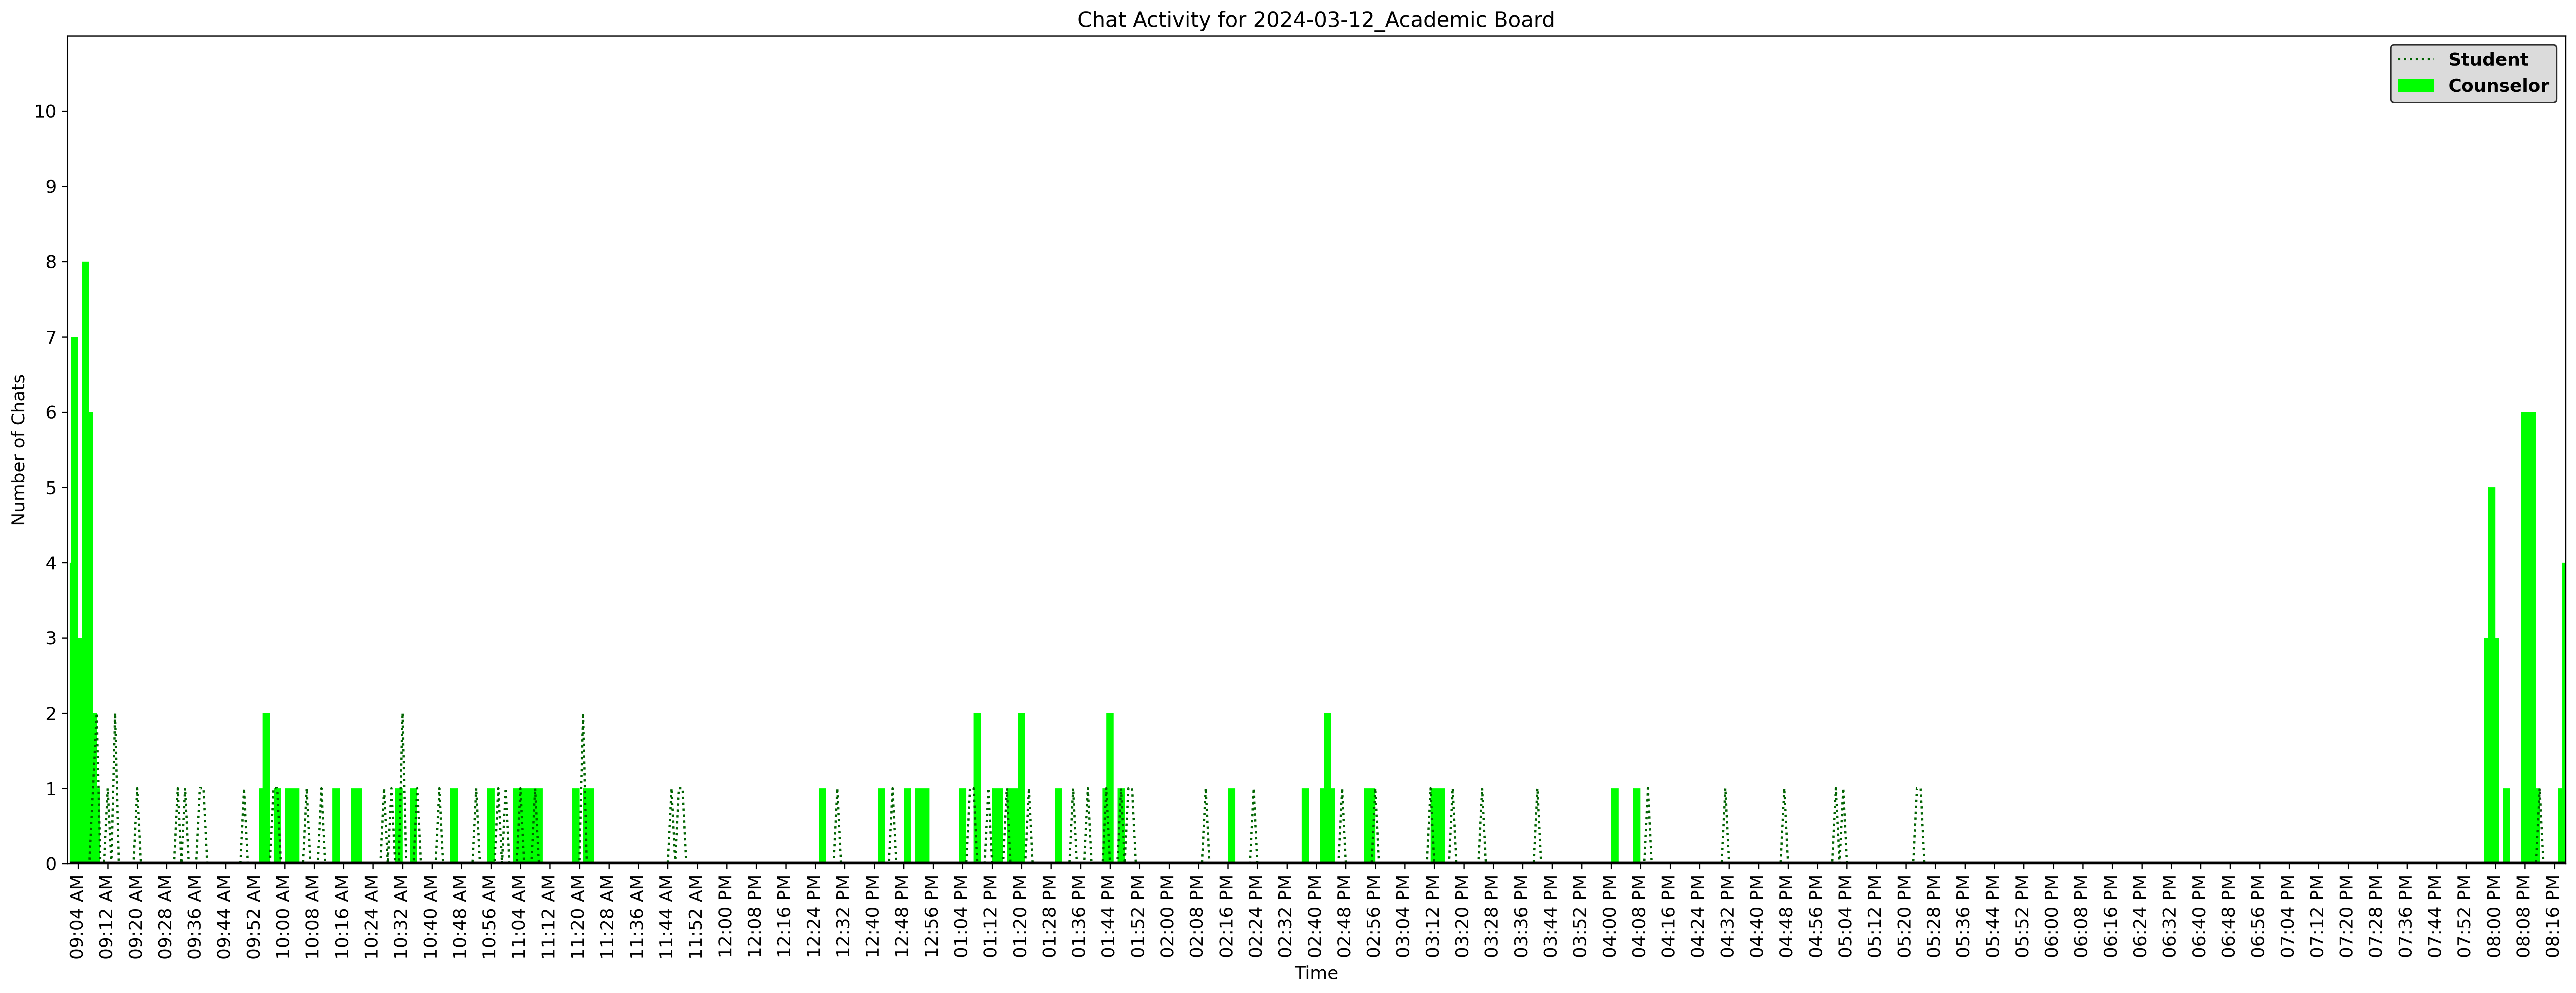 Chat Activity for 2024-03-12_Academic Board
Student
Counselor
Number of Chats
10
9
8
7
6
5
4
3
2
1
0
09:04 AM
09:12 AM
09:20 AM
09:28 AM
09:36 AM
09:44 AM
09:52 AM
10:00 AM
10:08 AM
10:16 AM
10:24 AM
10:32 AM
10:40 AM
10:48 AM
10:56 AM
11:04 AM
11:12 AM
11:20 AM
11:28 AM
11:36 AM
11:44 AM
11:52 AM
12:00 PM
12:08 PM
12:16 PM
12:24 PM
12:32 PM
12:40 PM
12:48 PM
12:56 PM
01:04 PM
01:12 PM
01:20 PM
01:28 PM
01:36 PM
01:44 PM
01:52 PM
02:00 PM
02:08 PM
02:16 PM
02:24 PM
02:32 PM
02:40 PM
02:48 PM
02:56 PM
03:04 PM
03:12 PM
03:20 PM
03:28 PM
03:36 PM
03:44 PM
03:52 PM
04:00 PM
04:08 PM
04:16 PM
04:24 PM
04:32 PM
04:40 PM
04:48 PM
04:56 PM
05:04 PM
05:12 PM
05:20 PM
05:28 PM
05:36 PM
05:44 PM
05:52 PM
06:00 PM
06:08 PM
06:16 PM
06:24 PM
06:32 PM
06:40 PM
06:48 PM
06:56 PM
07:04 PM
07:12 PM
07:20 PM
07:28 PM
07:36 PM
07:44 PM
07:52 PM
08:00 PM
08:08 PM
08:16 PM
Time